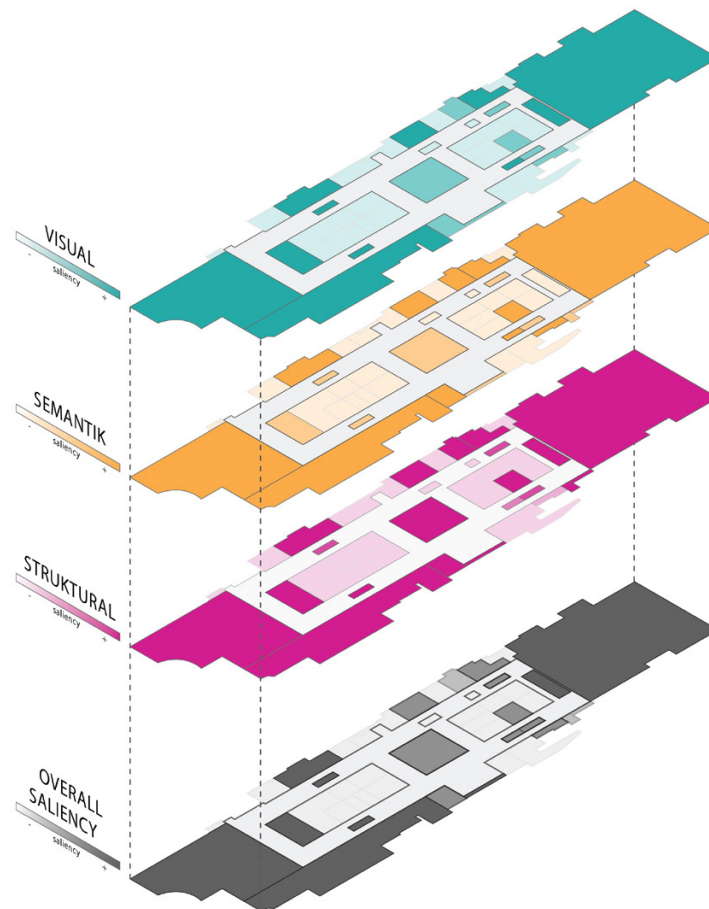 VISUAL
- saliency +
SEMANTIK
- saliency +
STRUKTURAL
- saliency +
OVERALL
SALIENCY
- saliency +